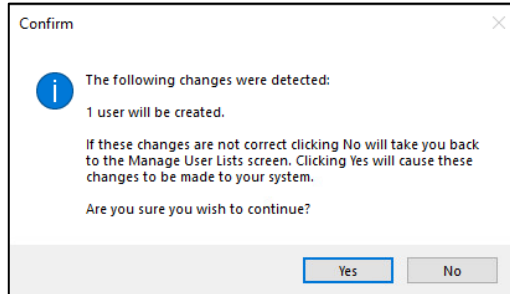 Confirm
The following changes were detected:
1 user will be created.
If these changes are not correct clicking No will take you back
to the Manage User Lists screen. Clicking Yes will cause these
changes to be made to your system.
Are you sure you wish to continue?
Yes
No